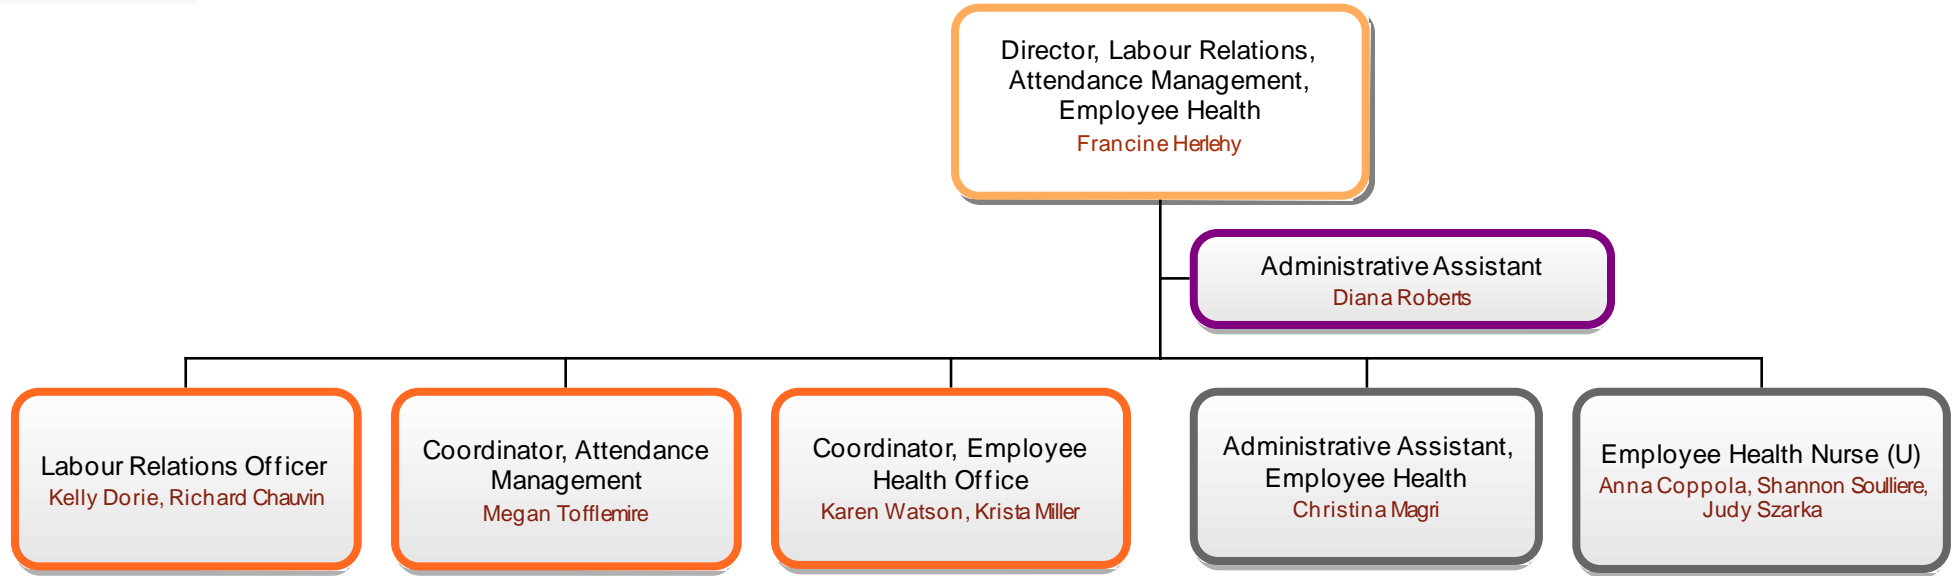 Director, Labour Relations,
Attendance Management,
Employee Health
Francine Herlehy
Administrative Assistant
Diana Roberts
Labour Relations Officer
Kelly Dorie, Richard Chauvin
Coordinator, Attendance
Management
Megan Tofflemire
Coordinator, Employee
Health Office
Karen Watson, Krista Miller
Administrative Assistant,
Employee Health
Christina Magri
Employee Health Nurse (U)
Anna Coppola, Shannon Soulliere,
Judy Szarka